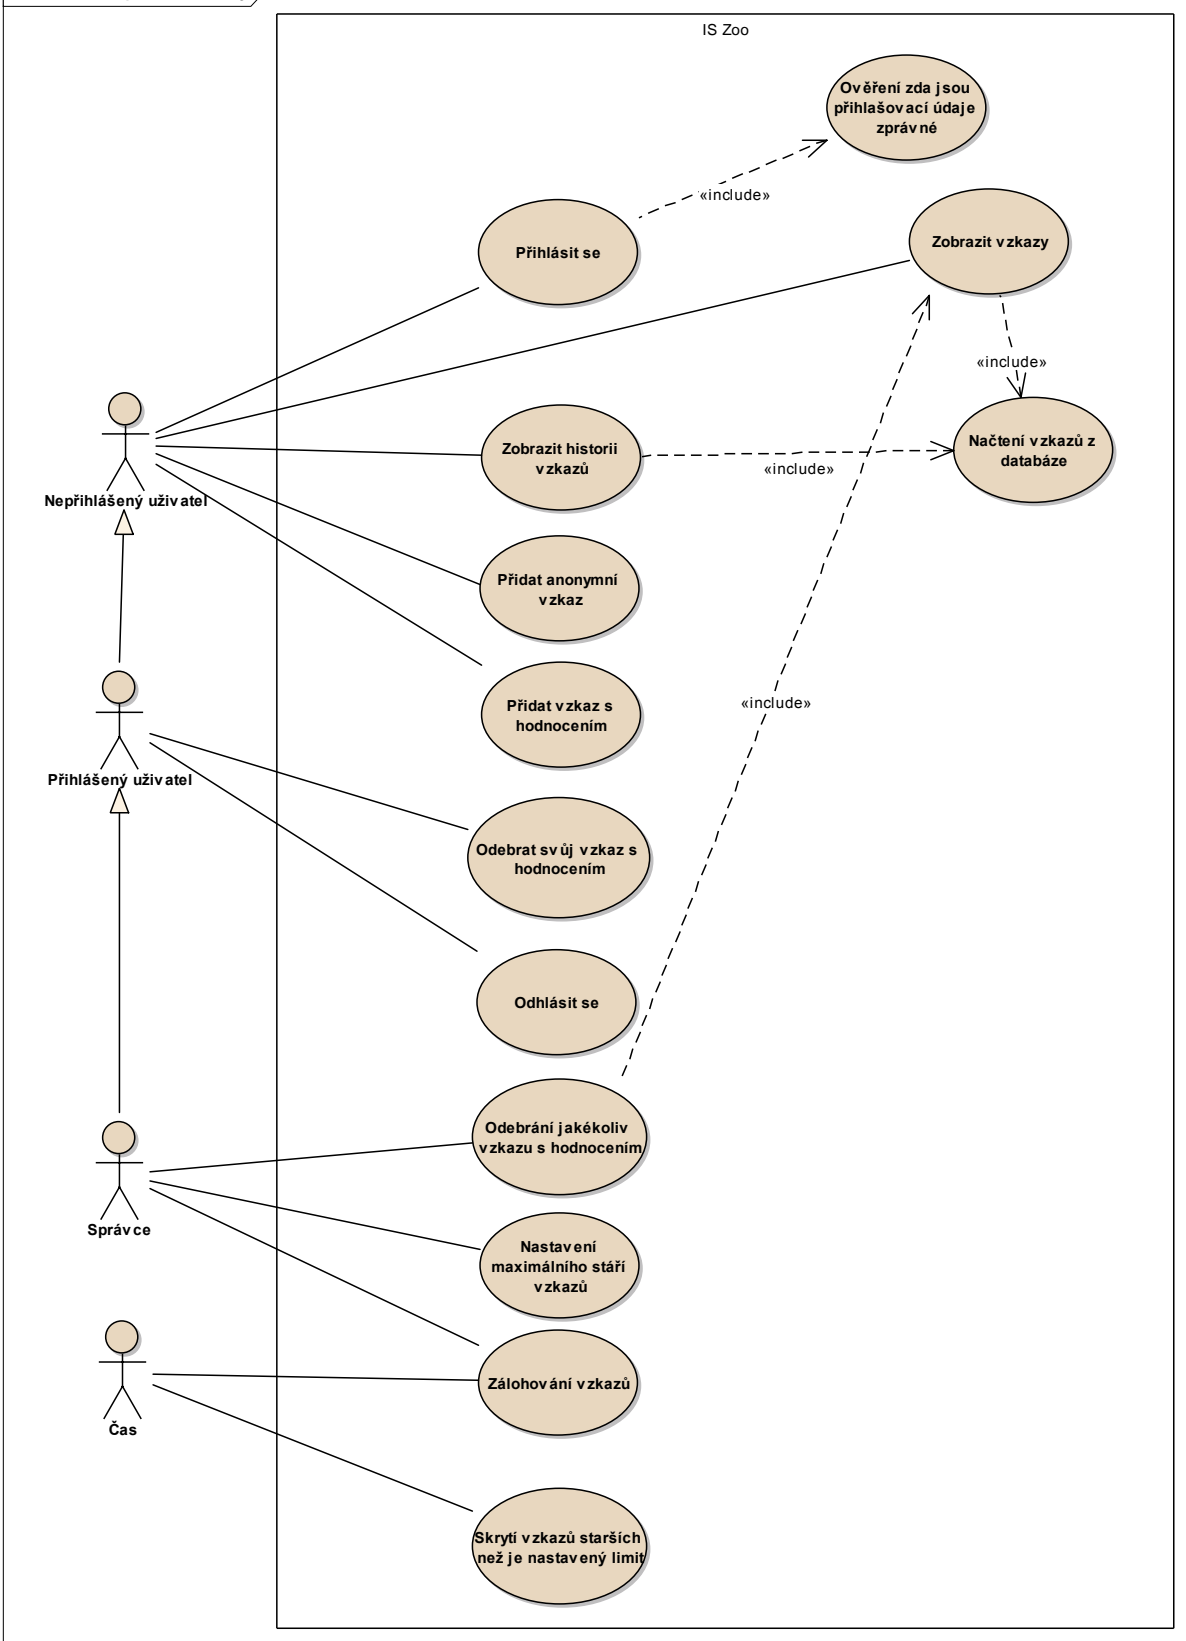 IS Zoo
Ověření zda jsou
přihlašovací údaje
zprávné
«include»
Přihlásit se
Zobrazit vzkazy
«include»
Nepřihlášený uživatel
Zobrazit historii
vzkazů
«include»
Načtení vzkazů z
databáze
Přidat anonymní
vzkaz
Přidat vzkaz s
hodnocením
«include»
Přihlášený uživatel
Odebrat svůj vzkaz s
hodnocením
Odhlásit se
Odebrání jakékoliv
vzkazu s hodnocením
Správce
Nastavení
maximálního stáří
vzkazů
Zálohování vzkazů
Čas
Skrytí vzkazů starších
než je nastavený limit